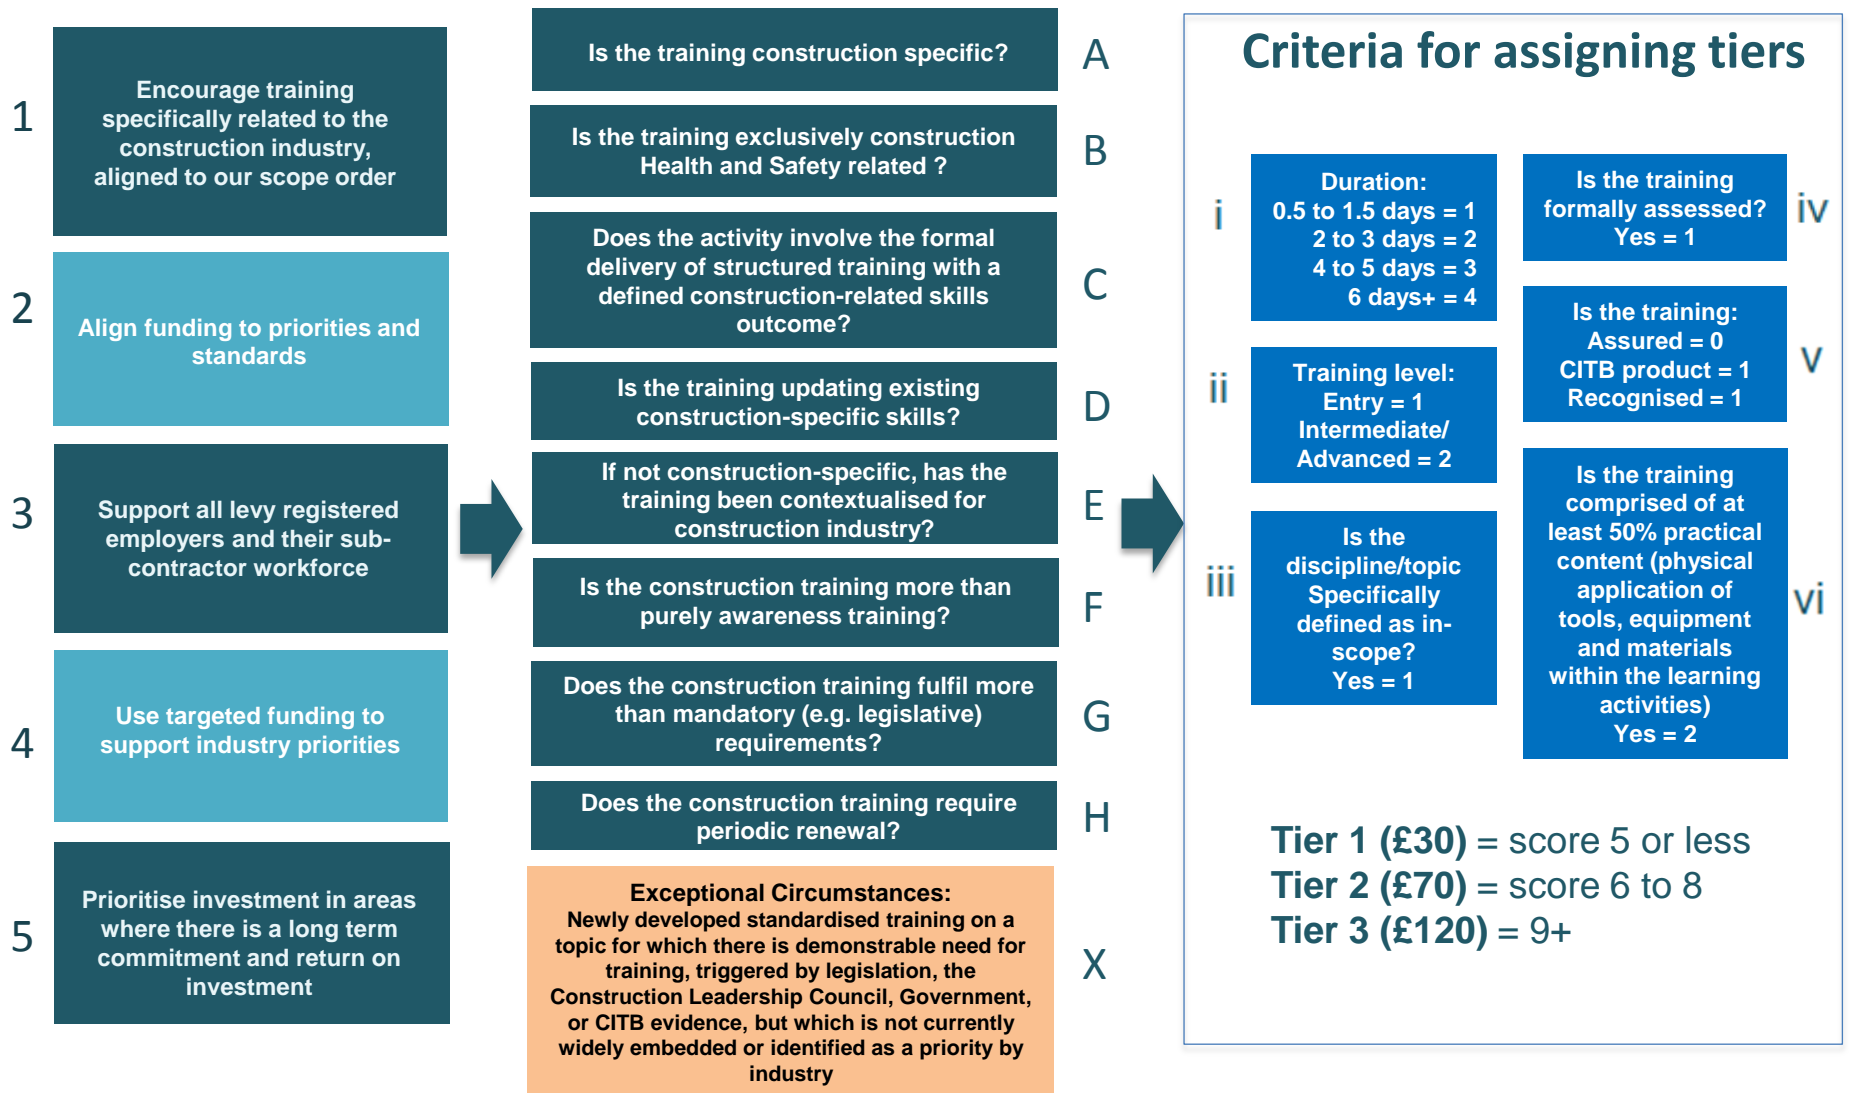 1
Encourage training
specifically related to the
construction industry,
aligned to our scope order
2
Align funding to priorities and
standards
3
Support all levy registered
employers and their sub-
contractor workforce
4
Use targeted funding to
support industry priorities
5
Prioritise investment in areas
where there is a long term
commitment and return on
investment
Is the training construction specific?
A
Is the training exclusively construction
Health and Safety related ?
B
Does the activity involve the formal
delivery of structured training with a
defined construction-related skills
outcome?
C
Is the training updating existing
construction-specific skills?
D
If not construction-specific, has the
training been contextualised for
construction industry?
E
Is the construction training more than
purely awareness training?
F
Does the construction training fulfil more
than mandatory (e.g. legislative)
requirements?
G
Does the construction training require
periodic renewal?
H
Exceptional Circumstances:
Newly developed standardised training on a
topic for which there is demonstrable need for
training, triggered by legislation, the
Construction Leadership Council, Government,
or CITB evidence, but which is not currently
widely embedded or identified as a priority by
industry
X
Criteria for assigning tiers
i
Duration:
0.5 to 1.5 days = 1
2 to 3 days = 2
4 to 5 days = 3
6 days+ = 4
ii
Training level:
Entry = 1
Intermediate/
Advanced = 2
iii
Is the
discipline/topic
Specifically
defined as in-
scope?
Yes = 1
Is the training
formally assessed?
Yes = 1
iv
Is the training:
Assured = 0
CITB product = 1
Recognised = 1
v
Is the training
comprised of at
least 50% practical
content (physical
application of
tools, equipment
and materials
within the learning
activities)
Yes = 2
vi
Tier 1 (£30) = score 5 or less
Tier 2 (£70) = score 6 to 8
Tier 3 (£120) = 9+